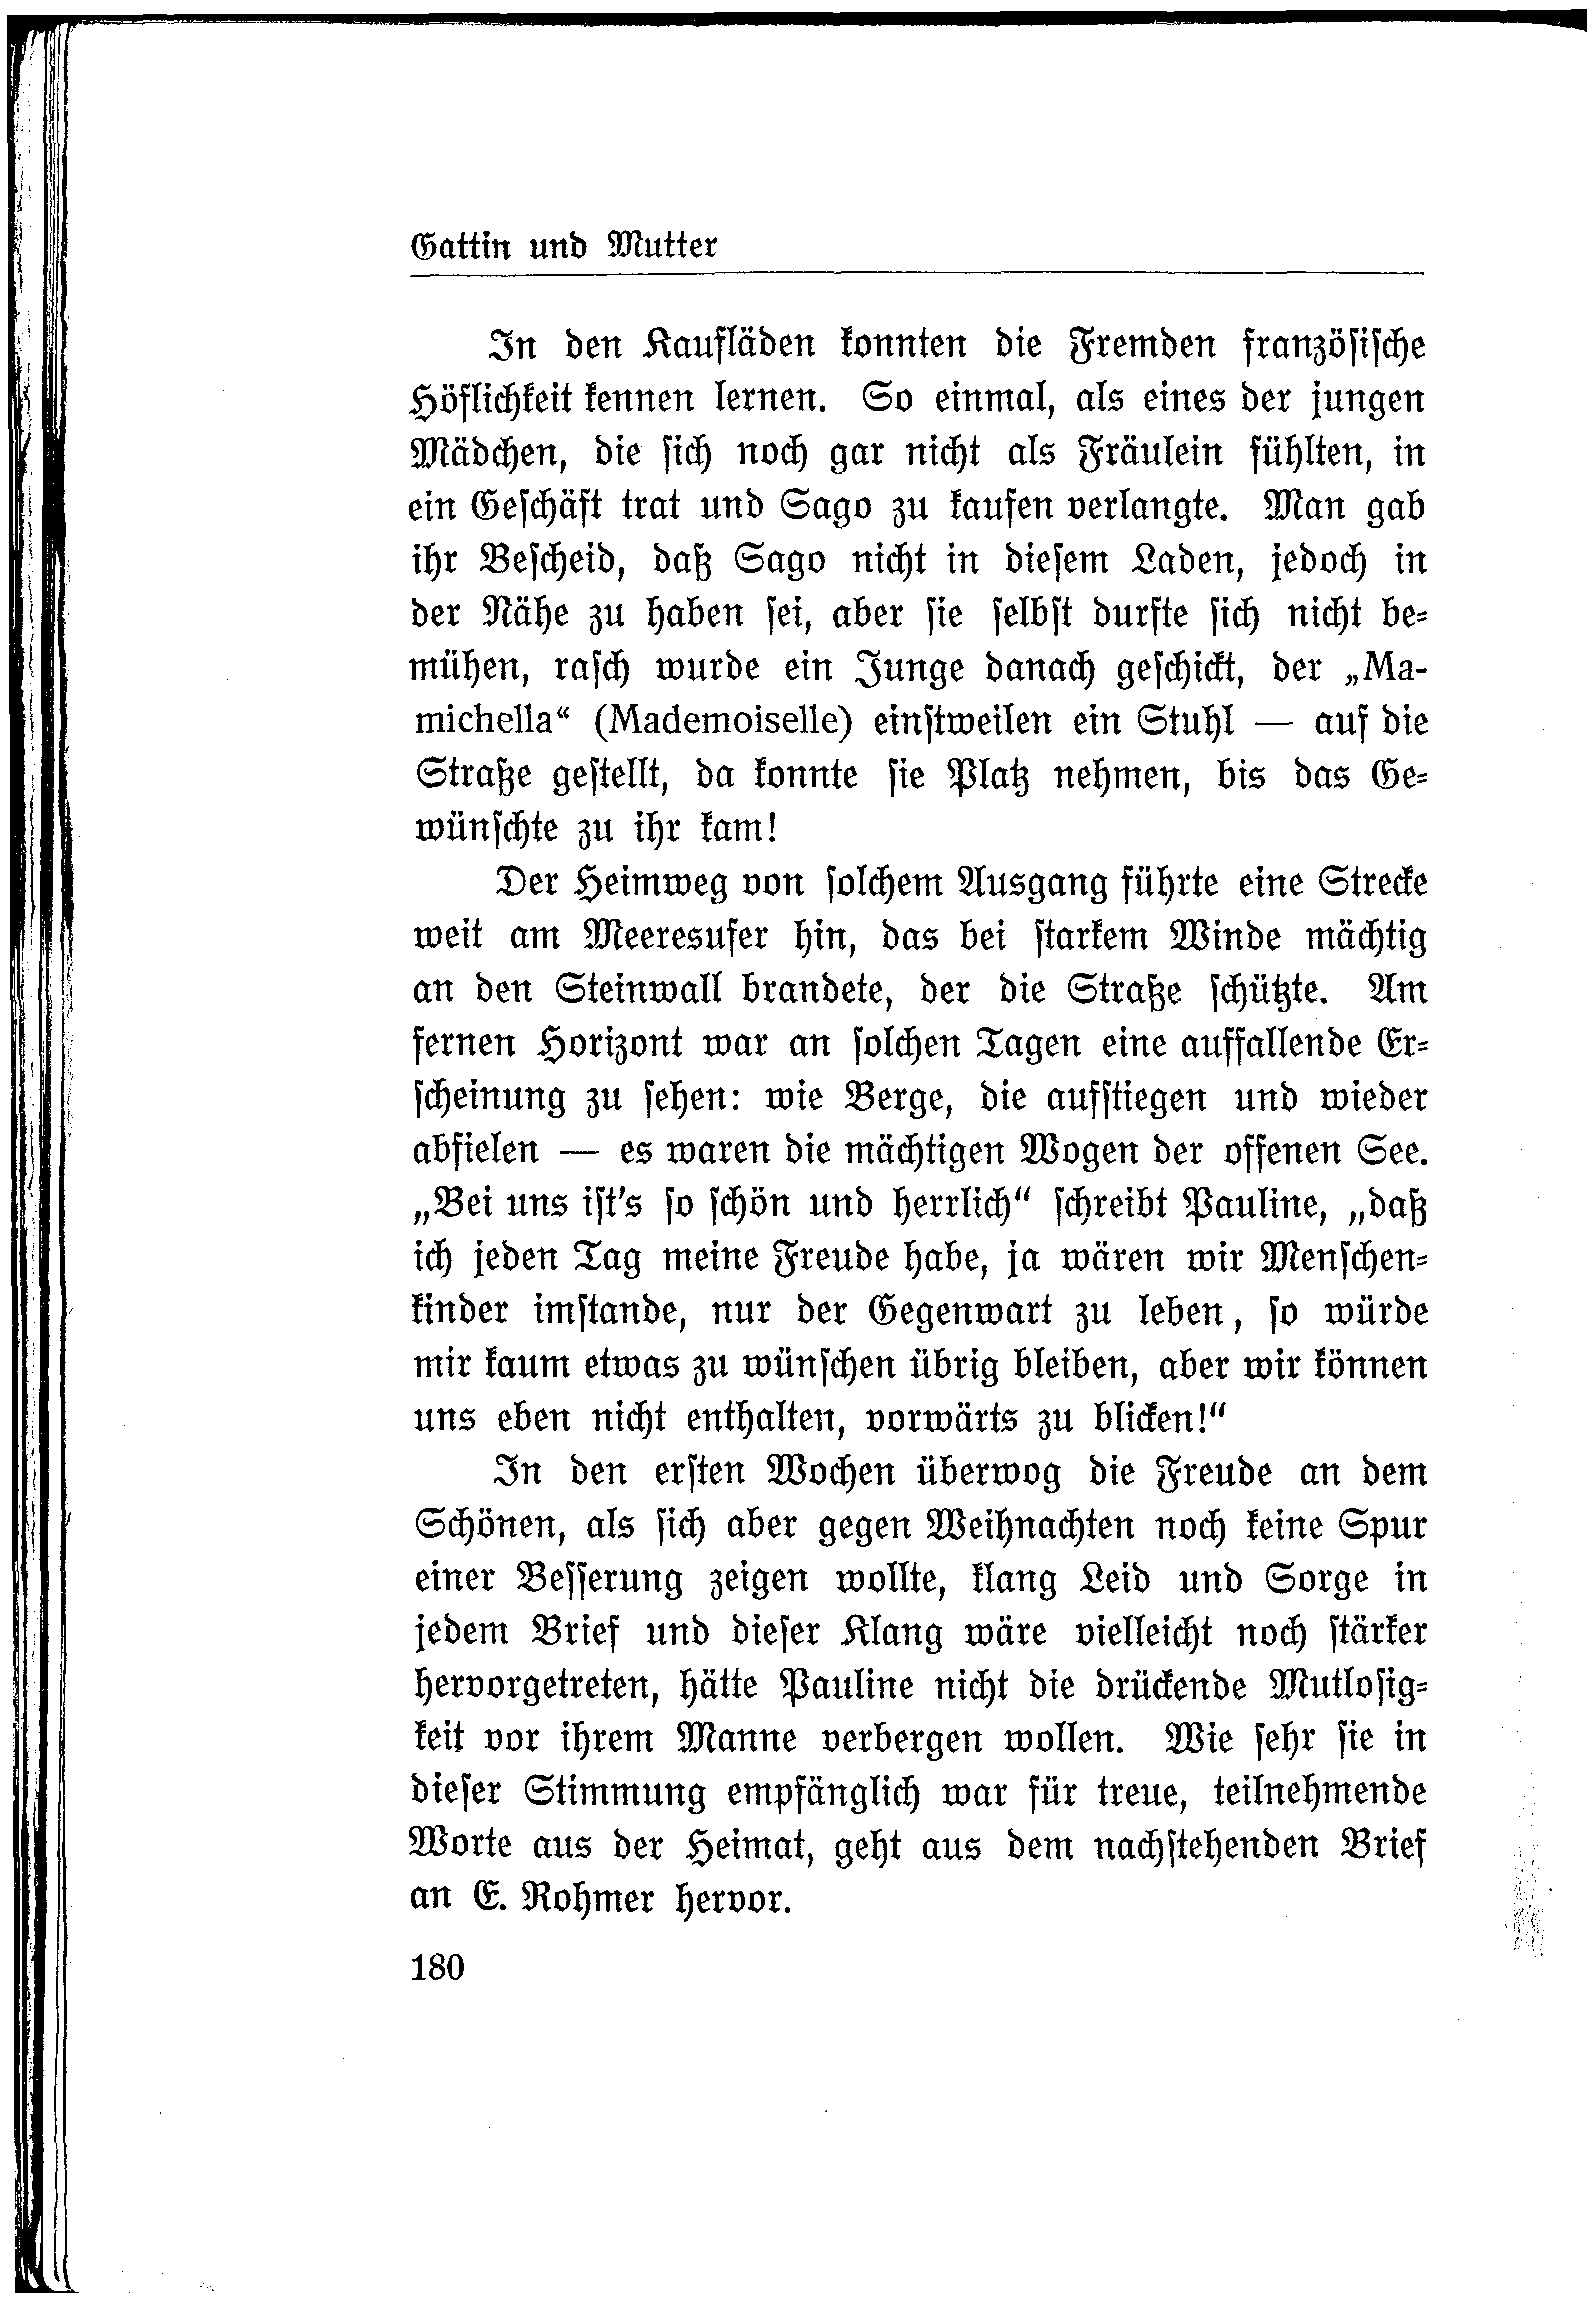 Gattin und Mutter
In den Kaufläden konnten die Fremden französische
Höflichkeit kennen lernen. So einmal, als eines der jungen
Mädchen, die sich noch gar nicht als Fräulein fühlten, in
ein Geschäft trat und Sago zu kaufen verlangte. Man gab
ihr Bescheid, daß Sago nicht in diesem Laden, jedoch in
der Nähe zu haben sei, aber sie selbst durfte sich nicht be-
mühen, rasch wurde ein Junge danach geschickt, der „Ma-
michella“ (Mademoiselle) einstweilen ein Stuhl — auf die
Straße gestellt, da konnte sie Platz nehmen, bis das Ge-
wünschte zu ihr kam!
Der Heimweg von solchem Ausgang führte eine Strecke
weit am Meeresufer hin, das bei starkem Winde mächtig
an den Steinwall brandete, der die Straße schützte. Am
fernen Horizont war an solchen Tagen eine auffallende Er-
scheinung zu sehen: wie Berge, die aufstiegen und wieder
abfielen — es waren die mächtigen Wogen der offenen See.
„Bei uns ist's so schön und herrlich“ schreibt Pauline, „daß
ich jeden Tag meine Freude habe, ja wären wir Menschen-
kinder imstande, nur der Gegenwart zu leben, so würde
mir kaum etwas zu wünschen übrig bleiben, aber wir können
uns eben nicht enthalten, vorwärts zu blicken!“
In den ersten Wochen überwog die Freude an dem
Schönen, als sich aber gegen Weihnachten noch keine Spur
einer Besserung zeigen wollte, klang Leid und Sorge in
jedem Brief und dieser Klang wäre vielleicht noch stärker
hervorgetreten, hätte Pauline nicht die drückende Mutlosig-
keit vor ihrem Manne verbergen wollen. Wie sehr sie in
dieser Stimmung empfänglich war für treue, teilnehmende
Worte aus der Heimat, geht aus dem nachstehenden Brief
an E. Rohmer hervor.
180